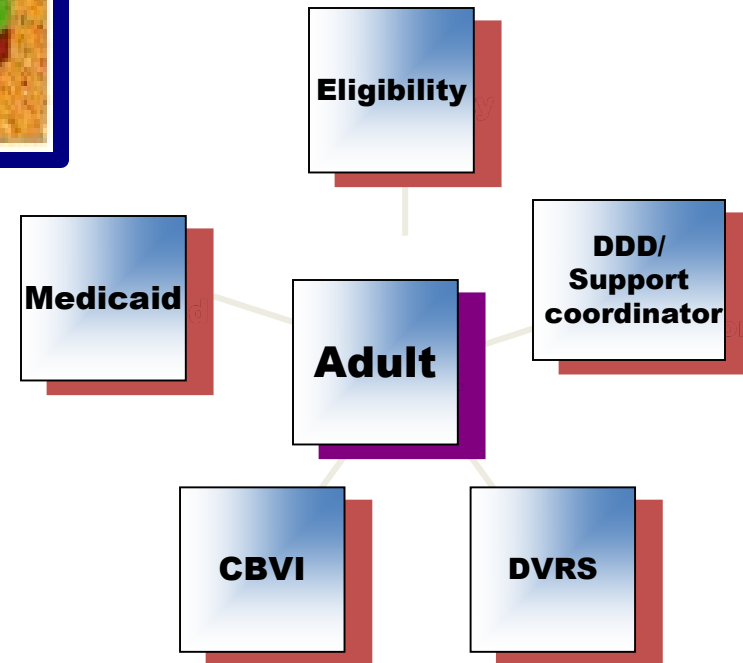 Eligibility
DDD/
Support
coordinator
Medicaid
Adult
CBVI
DVRS